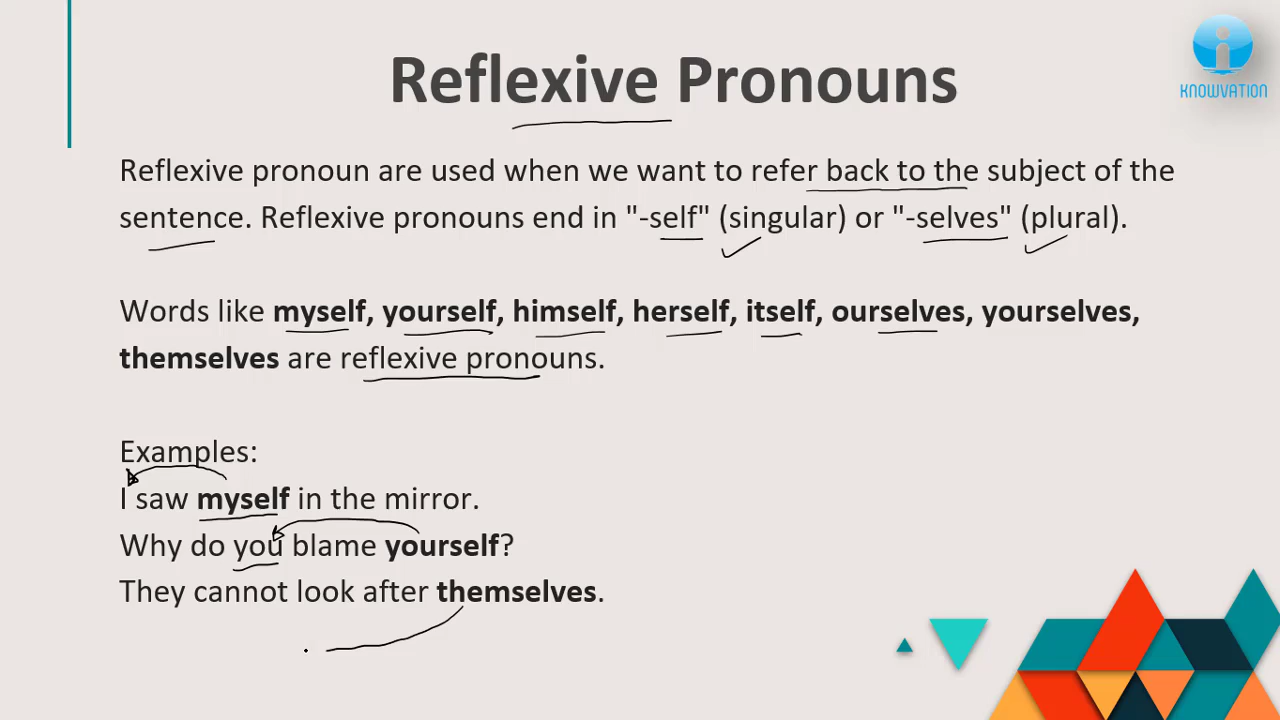 Reflexive Pronouns
KNOWVATION
Reflexive pronoun are used when we want to refer back to the subject of the
sentence. Reflexive pronouns end in "-self" (singular) or "-selves" (plural).
Words like myself, yourself, himself, herself, itself, ourselves, yourselves,
themselves are reflexive pronouns.
Examples:
I saw myself in the mirror.
Why do you blame yourself?
They cannot look after themselves.